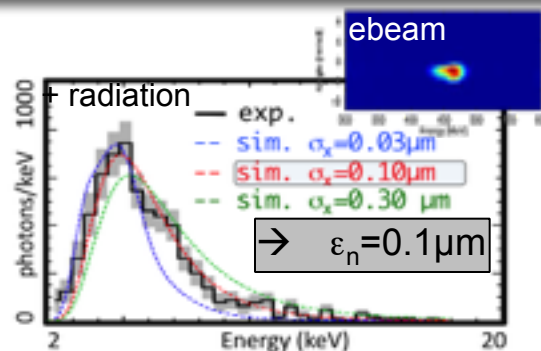 ebeam
+ radiation
1000
photons/keV
0
exp.
sim. σₓ=0.03μm
sim. σₓ=0.10μm
sim. σₓ=0.30 μm
→ εₙ=0.1μm
2
Energy (keV)
20